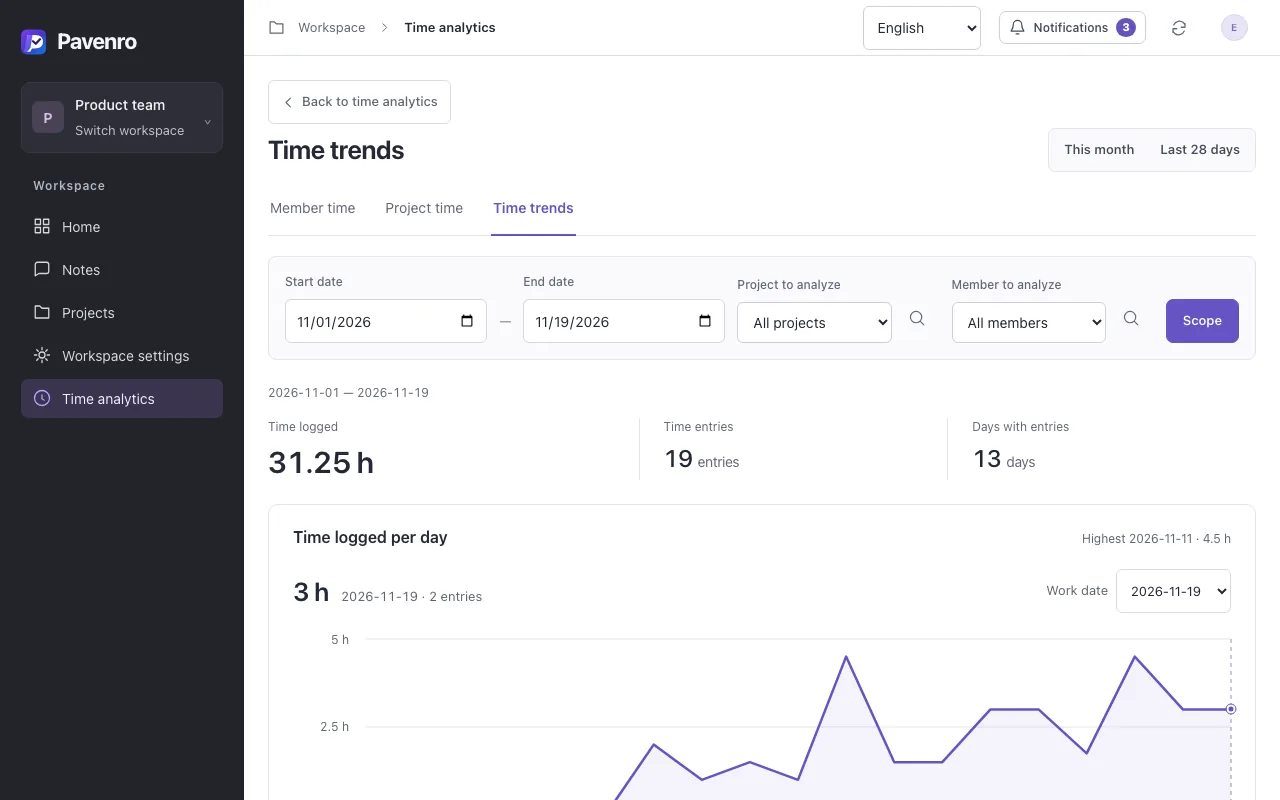 Pavenro
P
Product team
Switch workspace
Workspace
Home
Notes
Projects
Workspace settings
Time analytics
Workspace
Time analytics
English
Notifications 3
E
Back to time analytics
Time trends
This month
Last 28 days
Member time
Project time
Time trends
Start date
11/01/2026
—
End date
11/19/2026
Project to analyze
All projects
Member to analyze
All members
Scope
2026-11-01 — 2026-11-19
Time logged
31.25 h
Time entries
19 entries
Days with entries
13 days
Time logged per day
Highest 2026-11-11 · 4.5 h
3 h 2026-11-19 · 2 entries
Work date 2026-11-19
5 h
2.5 h